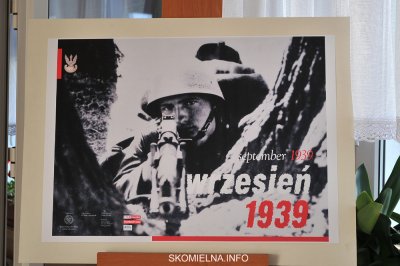 september 1939
wrzesień
1939
SKOMIELNA.INFO